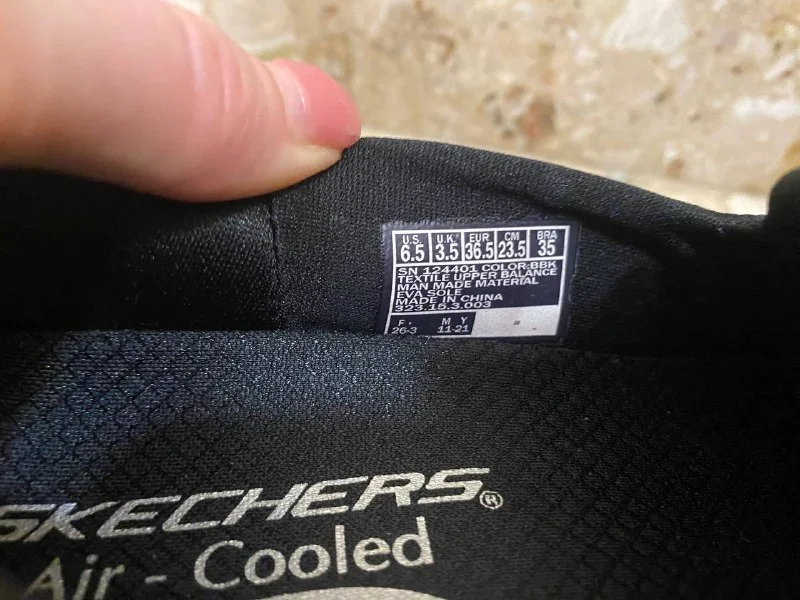 U.S. U.K. EUR CM BRA
6.5 3.5 36.5 23.5 35
SN 124401 COLOR:BBK
TEXTILE UPPER BALANCE
MAN MADE MATERIAL
EVA SOLE
MADE IN CHINA
323.15.3.003
F. M Y
26-3 11-21
SKECHERS®
Air - Cooled